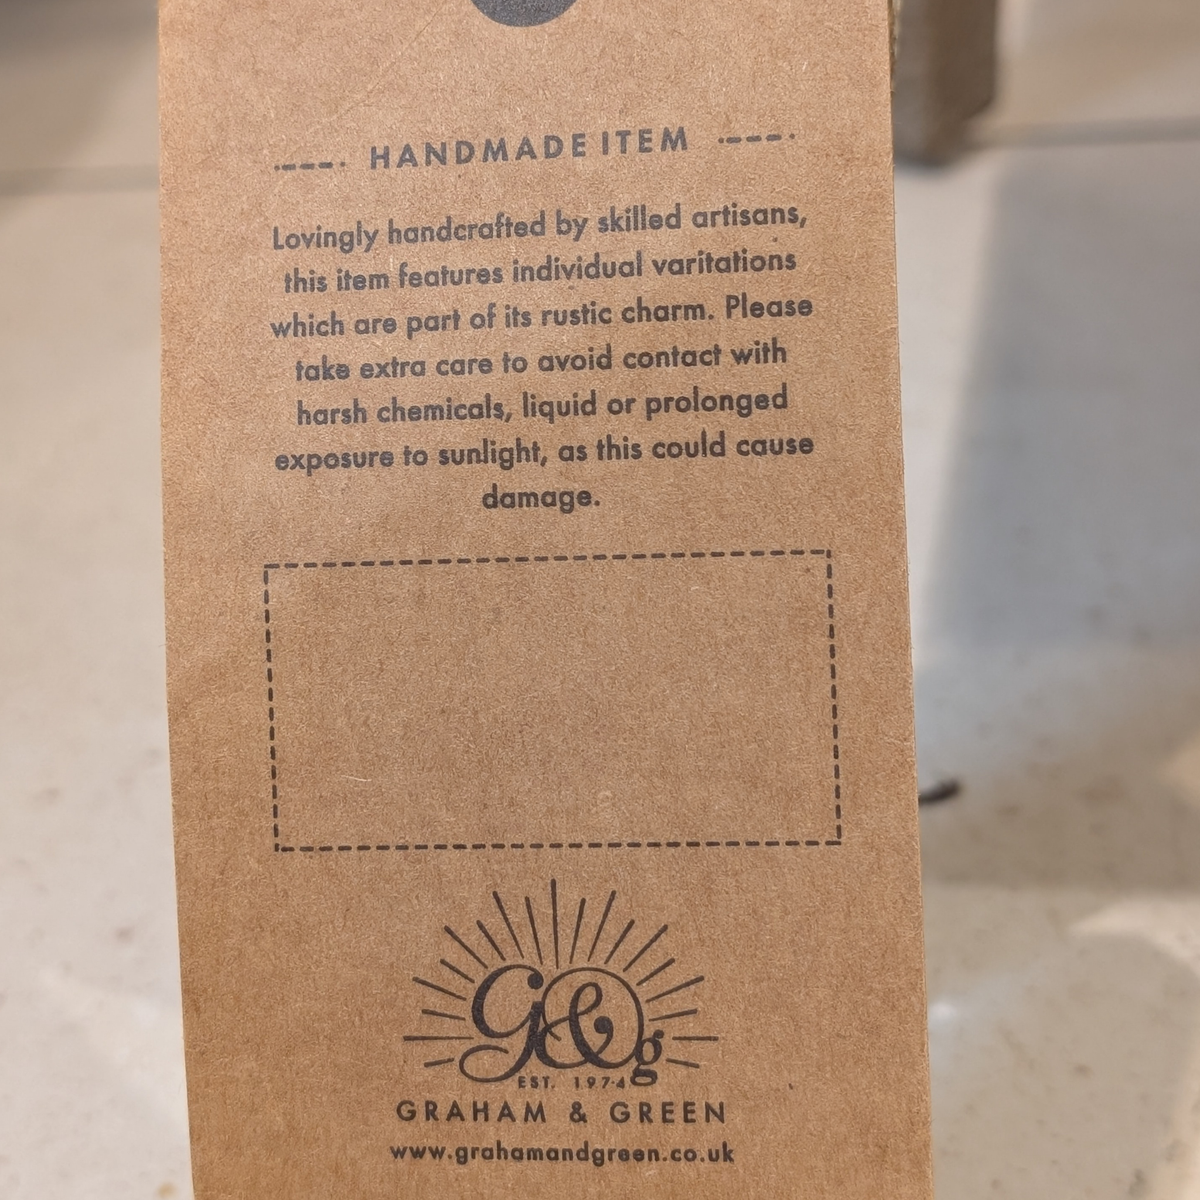 HANDMADE ITEM
Lovingly handcrafted by skilled artisans,
this item features individual varitations
which are part of its rustic charm. Please
take extra care to avoid contact with
harsh chemicals, liquid or prolonged
exposure to sunlight, as this could cause
damage.
G&g
EST. 1974
GRAHAM & GREEN
www.grahamandgreen.co.uk